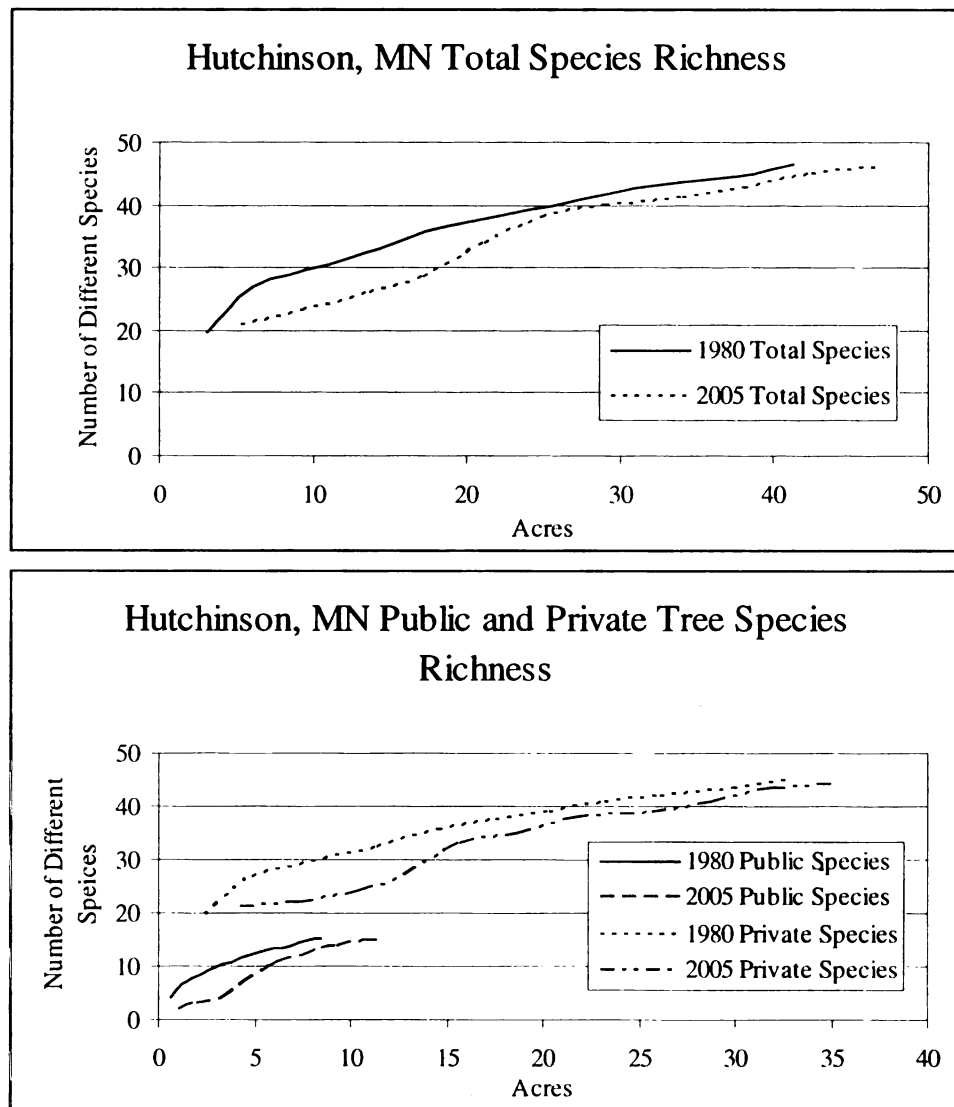 Hutchinson, MN Total Species Richness
Number of Different Species
50
40
30
20
10
0
0 10 20 30 40 50
Acres
1980 Total Species
2005 Total Species
Hutchinson, MN Public and Private Tree Species
Richness
Number of Different
Speices
50
40
30
20
10
0
0 5 10 15 20 25 30 35 40
Acres
1980 Public Species
2005 Public Species
1980 Private Species
2005 Private Species